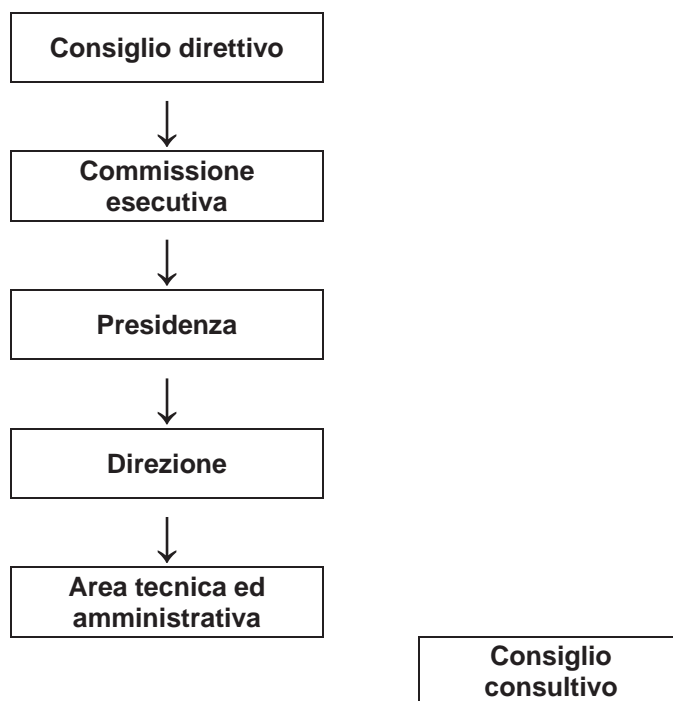 Consiglio direttivo
Commissione
esecutiva
Presidenza
Direzione
Area tecnica ed
amministrativa
Consiglio
consultivo